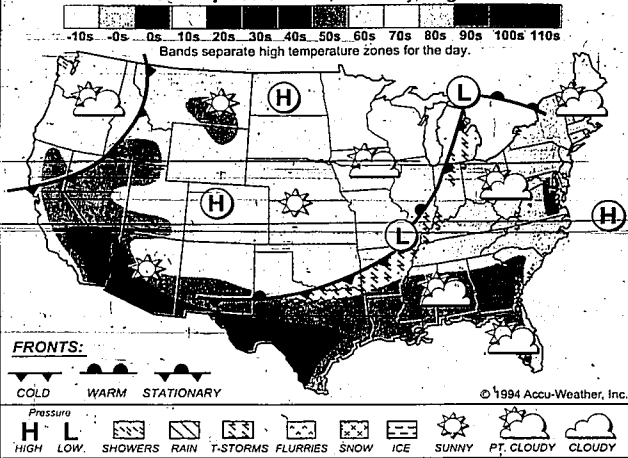 -10s -0s 0s 10s 20s 30s 40s 50s 60s 70s 80s 90s 100s 110s
Bands separate high temperature zones for the day.
H
L
H
H
L
FRONTS:
COLD WARM STATIONARY
© 1994 Accu-Weather, Inc.
Pressure
H L
HIGH LOW SHOWERS RAIN T-STORMS FLURRIES SNOW ICE SUNNY PT. CLOUDY CLOUDY